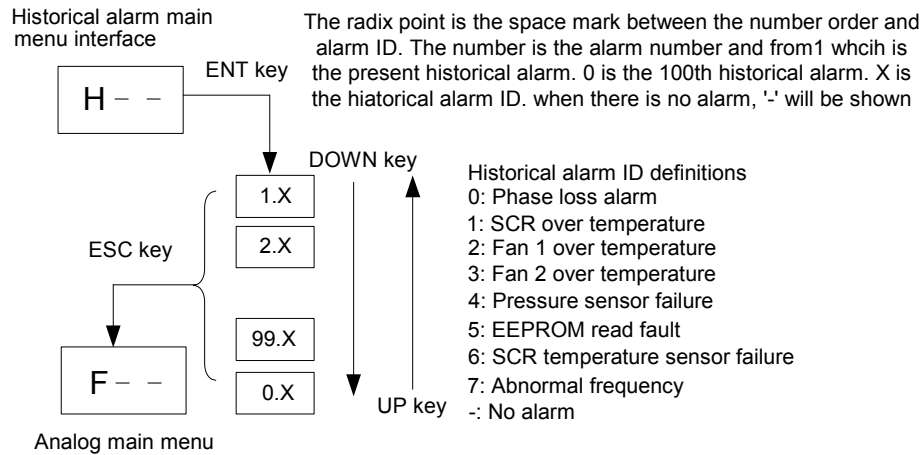 Historical alarm main
menu interface
The radix point is the space mark between the number order and
alarm ID. The number is the alarm number and from1 whcih is
the present historical alarm. 0 is the 100th historical alarm. X is
the hiatorical alarm ID. when there is no alarm, '-' will be shown
ENT key
H – –
DOWN key
1.X
2.X
99.X
0.X
ESC key
F – –
UP key
Analog main menu
Historical alarm ID definitions
0: Phase loss alarm
1: SCR over temperature
2: Fan 1 over temperature
3: Fan 2 over temperature
4: Pressure sensor failure
5: EEPROM read fault
6: SCR temperature sensor failure
7: Abnormal frequency
-: No alarm